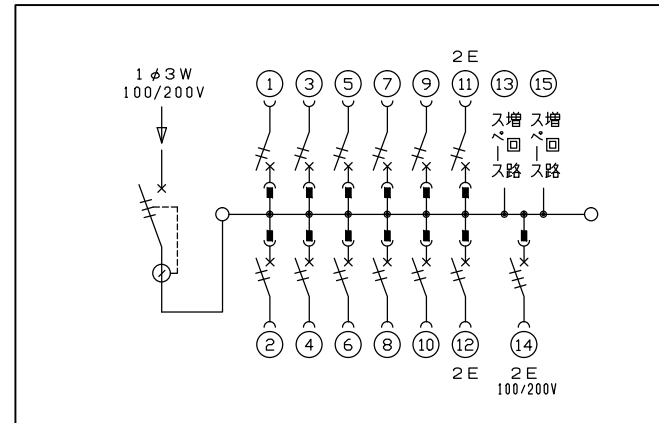 2E
1φ3W
100/200V
① ③ ⑤ ⑦ ⑨ ⑪ ⑬ ⑮
増回路
スペース
増回路
スペース
② ④ ⑥ ⑧ ⑩ ⑫ ⑭
2E 2E
100/200V